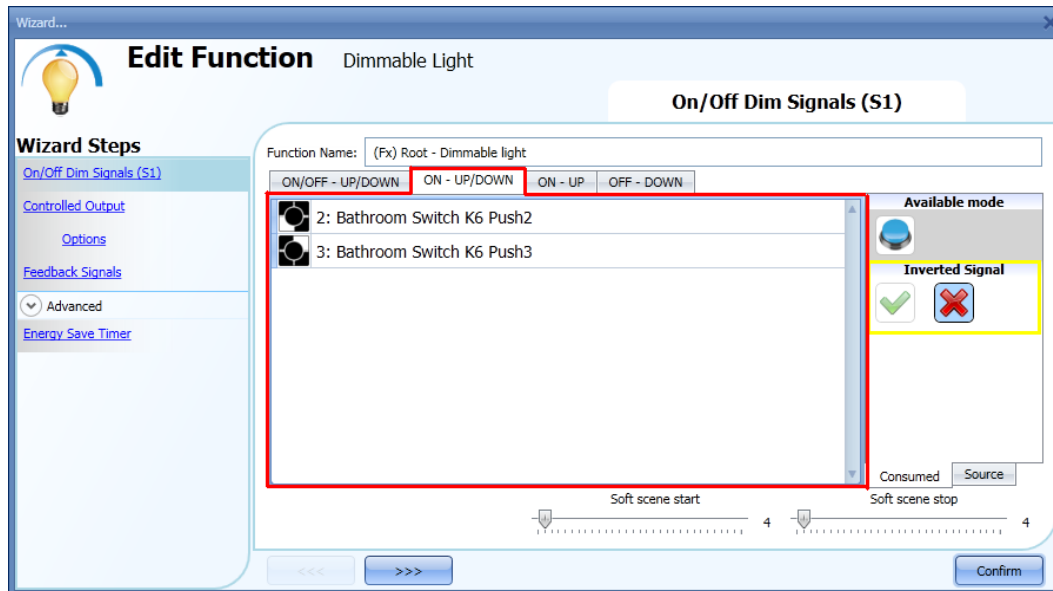 Wizard...
Edit Function Dimmable Light
On/Off Dim Signals (S1)
Wizard Steps
On/Off Dim Signals (S1)
Controlled Output
Options
Feedback Signals
Advanced
Energy Save Timer
Function Name: (Fx) Root - Dimmable light
ON/OFF - UP/DOWN ON - UP/DOWN ON - UP OFF - DOWN
2: Bathroom Switch K6 Push2
3: Bathroom Switch K6 Push3
Available mode
Inverted Signal
Consumed Source
Soft scene start 4
Soft scene stop 4
<<< >>> Confirm